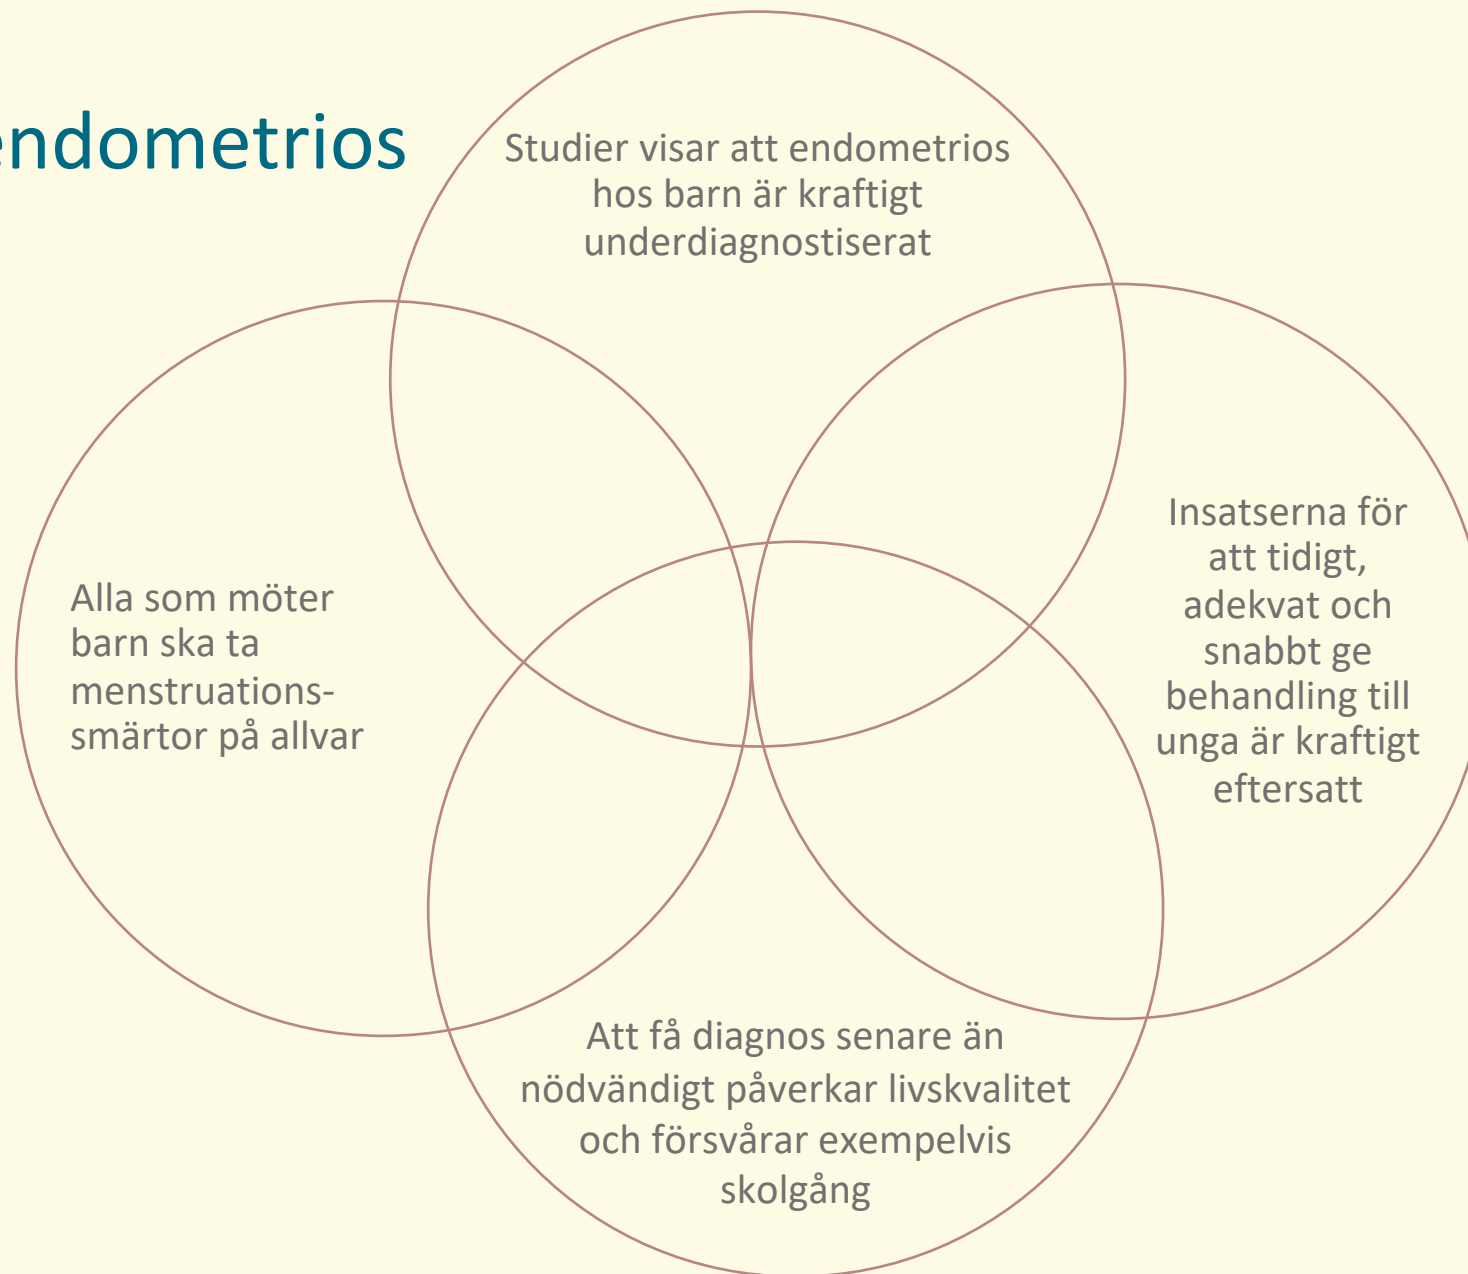 endometrios
Studier visar att endometrios
hos barn är kraftigt
underdiagnostiserat
Insatserna för
att tidigt,
adekvat och
snabbt ge
behandling till
unga är kraftigt
eftersatt
Alla som möter
barn ska ta
menstruations-
smärtor på allvar
Att få diagnos senare än
nödvändigt påverkar livskvalitet
och försvårar exempelvis
skolgång